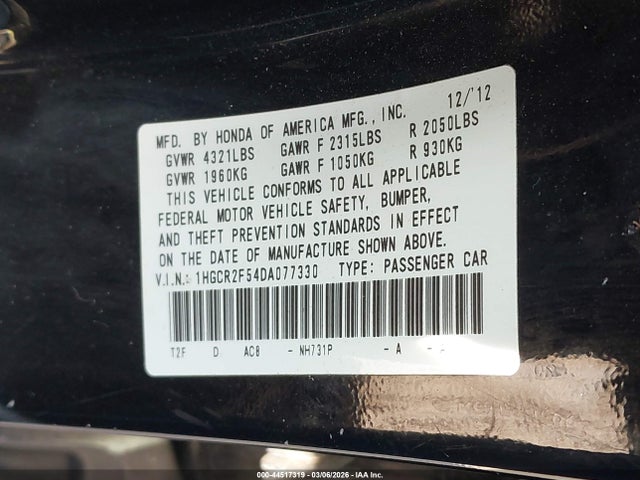 MFD. BY HONDA OF AMERICA MFG., INC. 12/'12
GVWR 4321LBS GAWR F 2315LBS R 2050LBS
GVWR 1960KG GAWR F 1050KG R 930KG
THIS VEHICLE CONFORMS TO ALL APPLICABLE
FEDERAL MOTOR VEHICLE SAFETY, BUMPER,
AND THEFT PREVENTION STANDARDS IN EFFECT
ON THE DATE OF MANUFACTURE SHOWN ABOVE.
V.I.N.: 1HGCR2F54DA077330 TYPE: PASSENGER CAR
T2F D AC8 - NH731P - A -
000-44517319 - 03/06/2026 - IAA Inc.